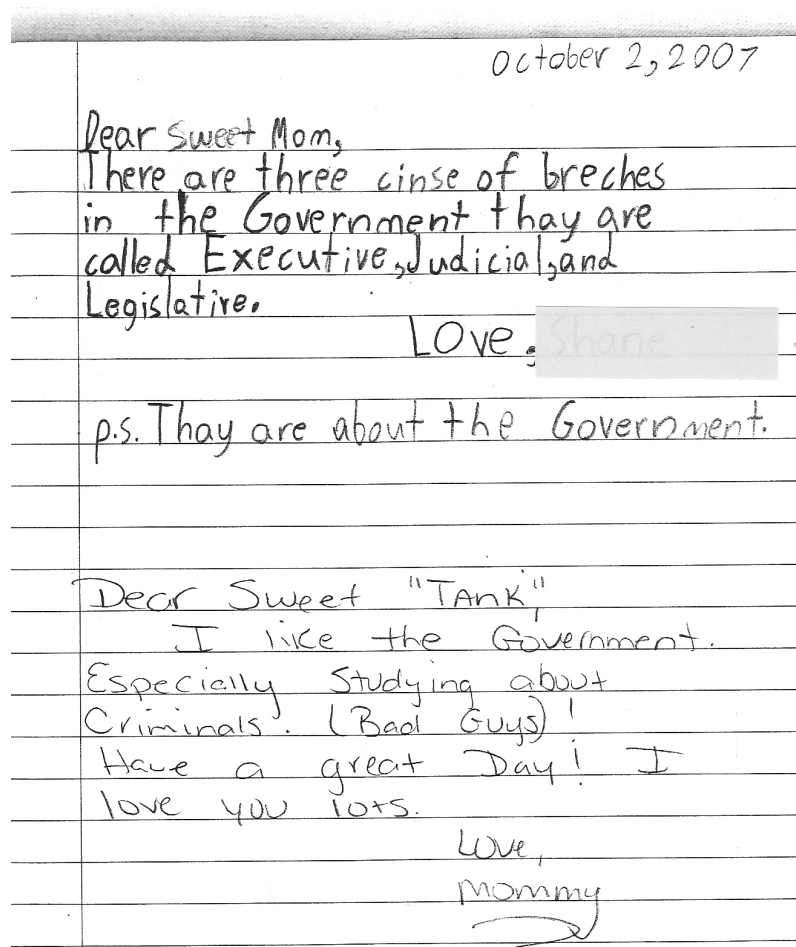 October 2, 2007
Dear Sweet Mom,
There are three cinse of breches
in the Government thay are
called Executive, Judicial, and
Legislative.
Love,
p.s. Thay are about the Government.
Dear Sweet "TAnk",
I like the Government.
Especially Studying about
Criminals. (Bad Guys)!
Have a great Day! I
love you lots.
Love,
Mommy